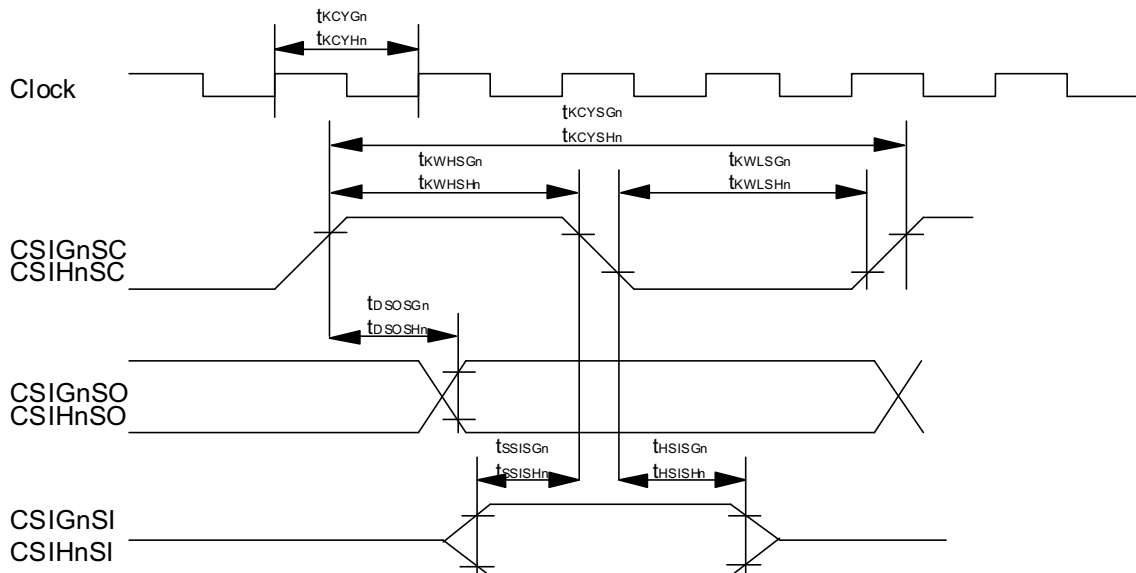 tKCYGn
tKCYHn
Clock
tKCYSGn
tKCYSHn
tKWHSGn
tKWHSHn
tKWLSGn
tKWLSHn
CSIGnSC
CSIHnSC
tDSOSGn
tDSOSHn
CSIGnSO
CSIHnSO
tSSISGn
tSSISHn
tHSISGn
tHSISHn
CSIGnSI
CSIHnSI